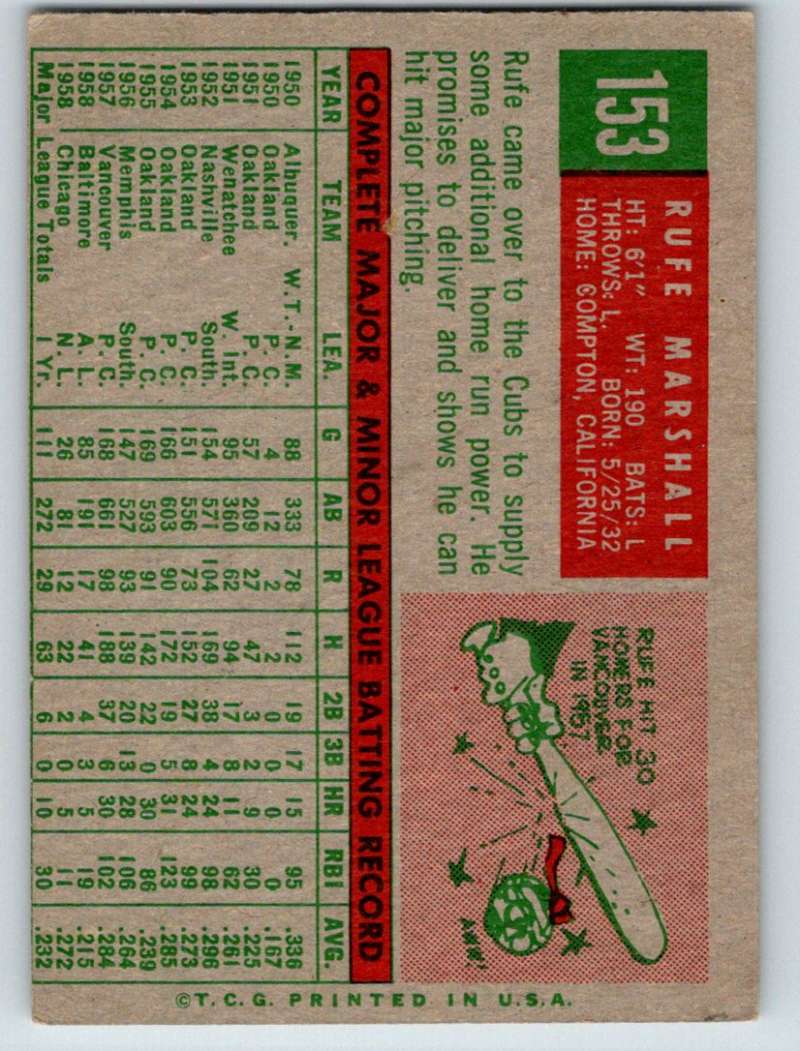 153
RUFE MARSHALL
HT: 6'1" WT: 190 BATS: L
THROWS: L. BORN: 5/25/32
HOME: COMPTON, CALIFORNIA
Rufe came over to the Cubs to supply
some additional home run power. He
promises to deliver and shows he can
hit major pitching.
RUFE HIT 30
HOMERS FOR
VANCOUVER
IN 1957
AWW!
COMPLETE MAJOR & MINOR LEAGUE BATTING RECORD
YEAR TEAM LEA. G AB R H 2B 3B HR RBI AVG.
1950 Albuquer. W.T.-N.M. 88 333 78 112 19 17 15 95 .336
1950 Oakland P.C. 4 12 2 2 0 0 0 0 .167
1951 Oakland P.C. 57 209 27 47 3 2 9 30 .225
1951 Wenatchee W. Int. 95 360 62 94 17 8 11 62 .261
1952 Nashville South. 154 571 104 169 38 4 24 98 .296
1953 Oakland P.C. 151 556 73 152 27 8 24 99 .273
1954 Oakland P.C. 166 603 90 172 19 5 31 123 .285
1955 Oakland P.C. 169 593 91 142 22 0 30 86 .239
1956 Memphis South. 147 527 93 139 20 13 28 106 .264
1957 Vancouver P.C. 168 661 98 188 37 6 30 102 .284
1958 Baltimore A.L. 85 191 17 41 4 3 5 19 .215
1958 Chicago N.L. 26 81 12 22 2 0 5 11 .272
Major League Totals 1 Yr. 111 272 29 63 6 0 10 30 .232
©T.C.G. PRINTED IN U.S.A.